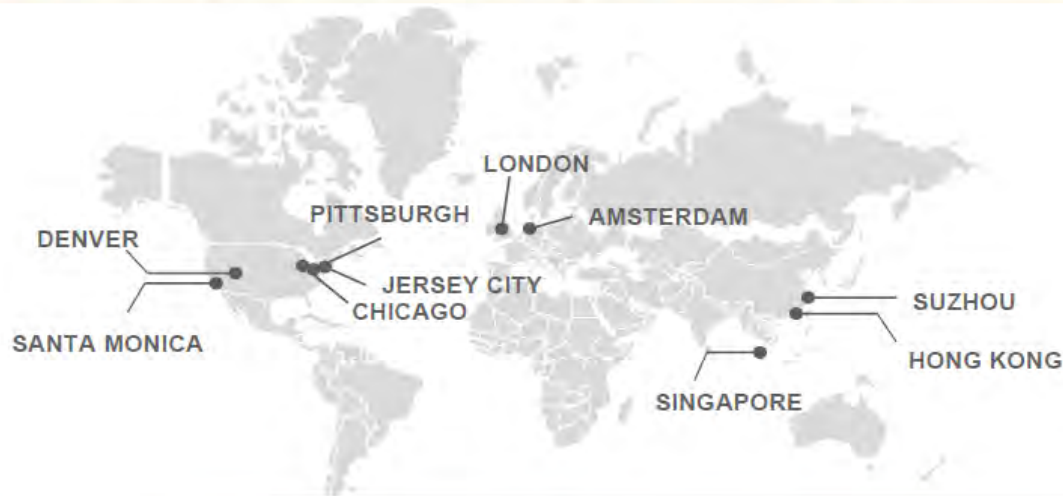 LONDON
PITTSBURGH
AMSTERDAM
DENVER
JERSEY CITY
CHICAGO
SUZHOU
SANTA MONICA
HONG KONG
SINGAPORE